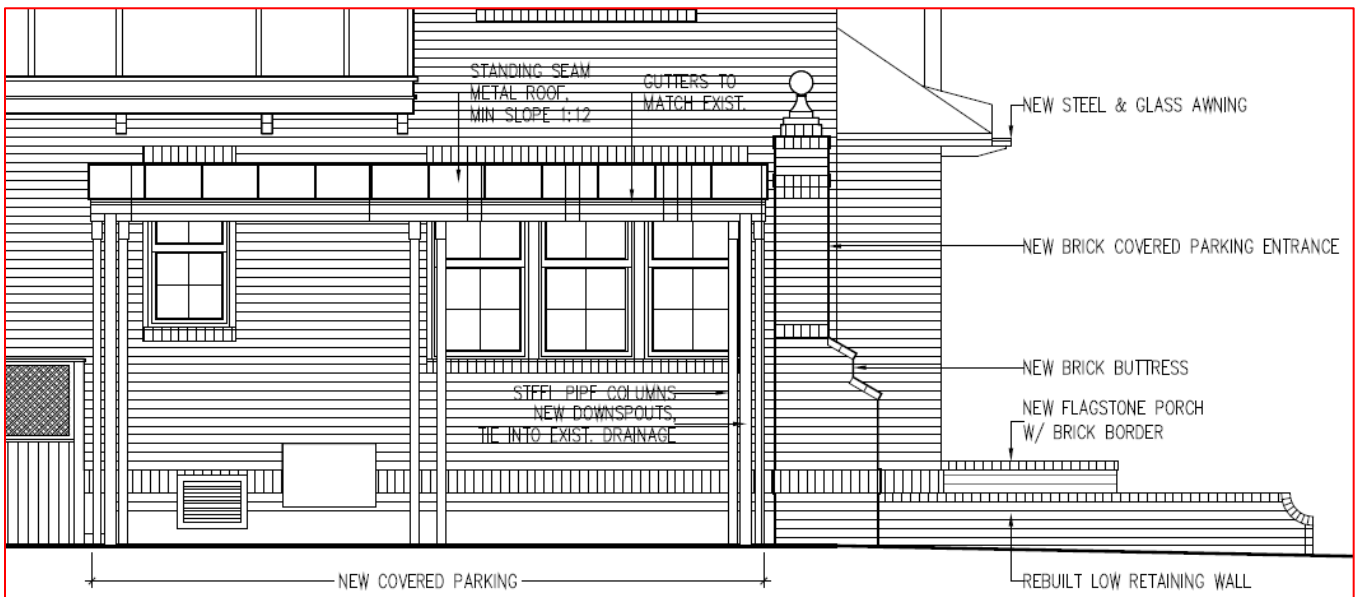 STANDING SEAM
METAL ROOF,
MIN SLOPE 1:12
GUTTERS TO
MATCH EXIST.
NEW STEEL & GLASS AWNING
NEW BRICK COVERED PARKING ENTRANCE
NEW BRICK BUTTRESS
STEEL PIPE COLUMNS
NEW DOWNSPOUTS,
TIE INTO EXIST. DRAINAGE
NEW FLAGSTONE PORCH
W/ BRICK BORDER
NEW COVERED PARKING
REBUILT LOW RETAINING WALL